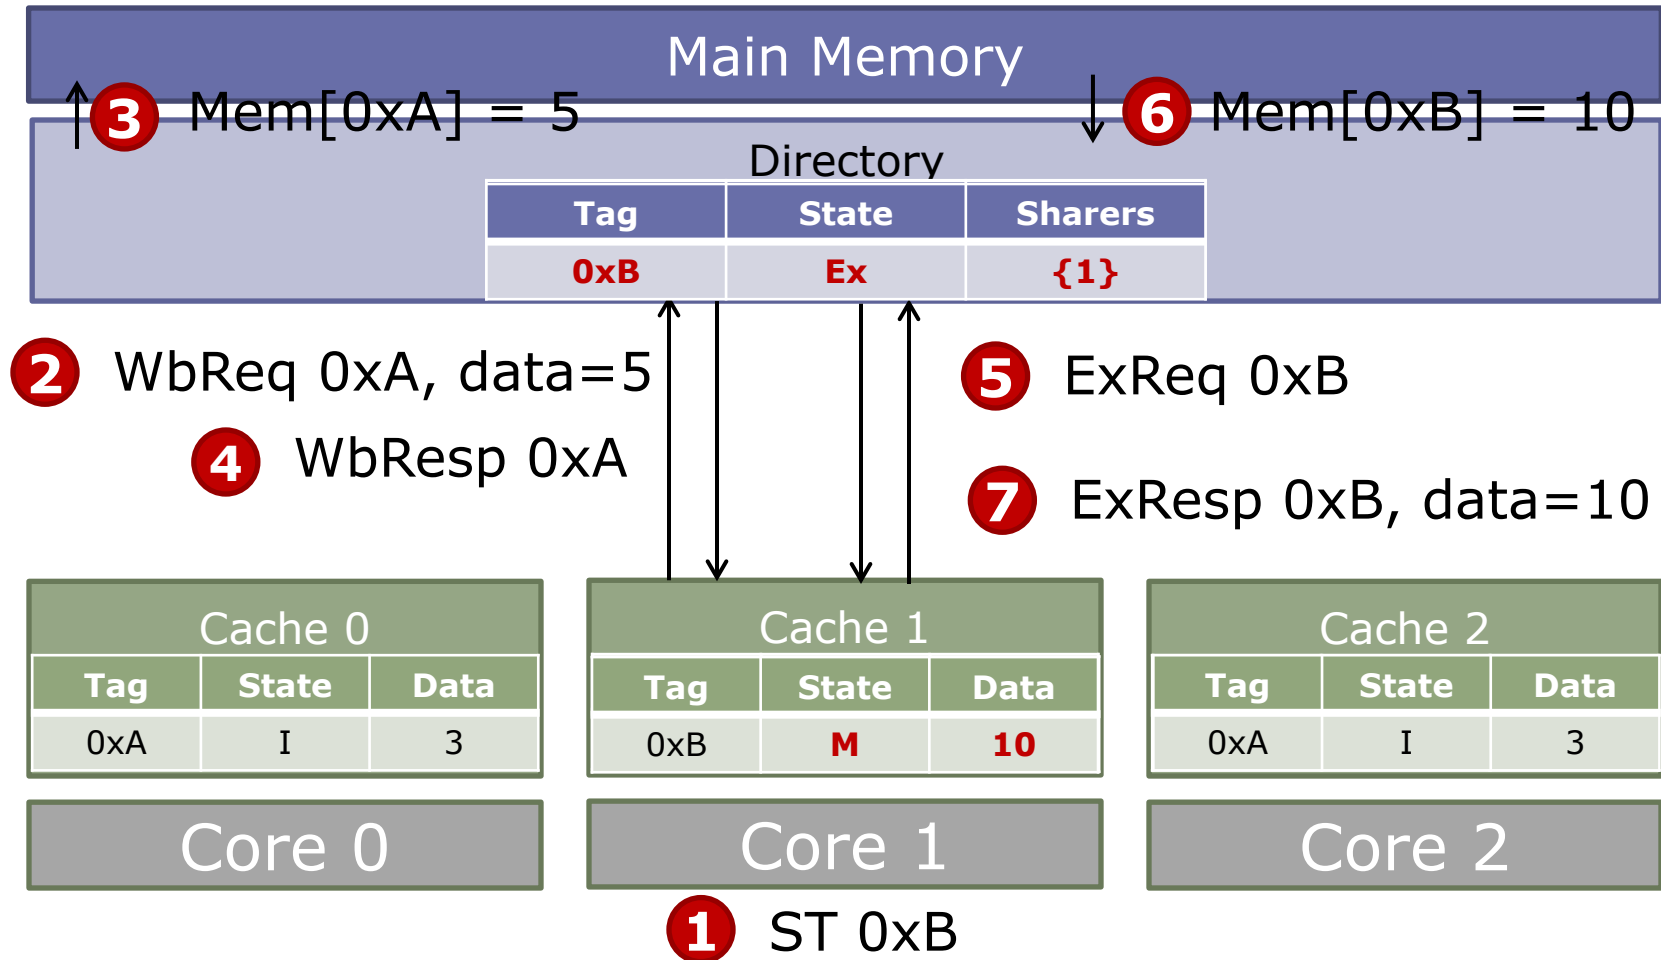 Main Memory
3 Mem[0xA] = 5
6 Mem[0xB] = 10
Directory
Tag State Sharers
0xB Ex {1}
2 WbReq 0xA, data=5
5 ExReq 0xB
4 WbResp 0xA
7 ExResp 0xB, data=10
Cache 0
Tag State Data
0xA I 3
Cache 1
Tag State Data
0xB M 10
Cache 2
Tag State Data
0xA I 3
Core 0
Core 1
Core 2
1 ST 0xB